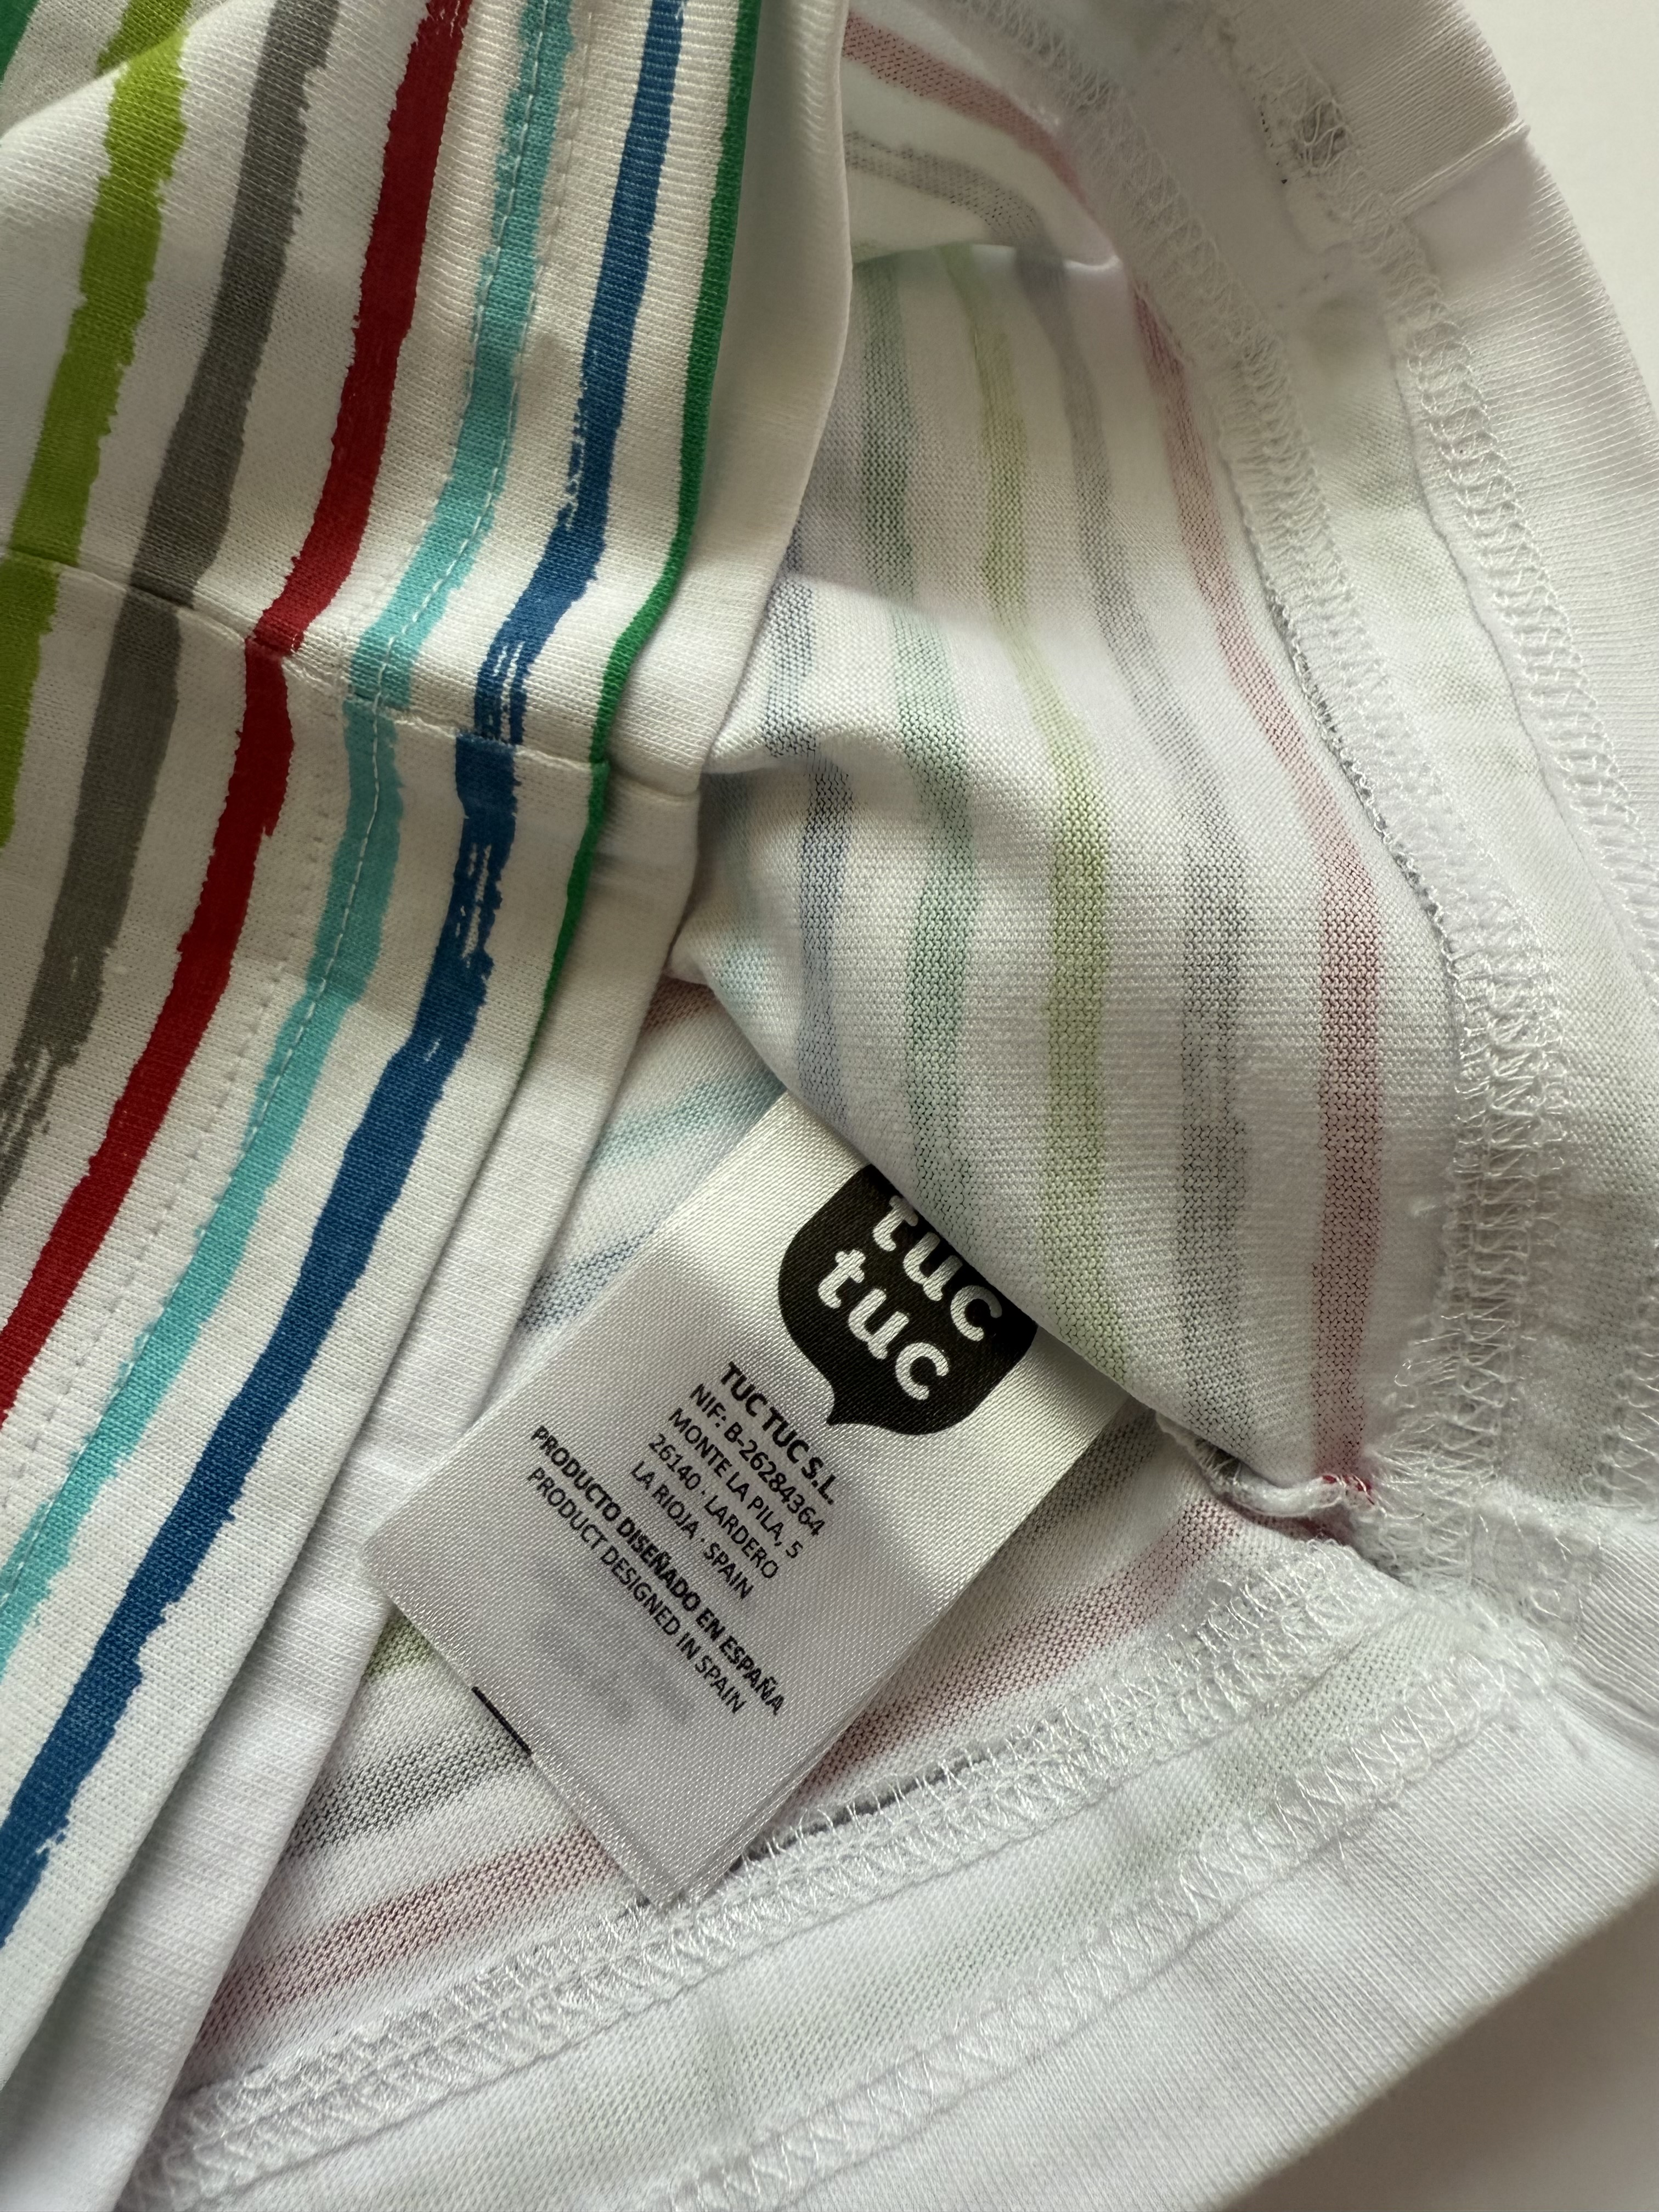 tuc
tuc
TUC TUC S.L.
NIF: B-26284364
MONTE LA PILA, 5
26140 · LARDERO
LA RIOJA · SPAIN
PRODUCTO DISEÑADO EN ESPAÑA
PRODUCT DESIGNED IN SPAIN